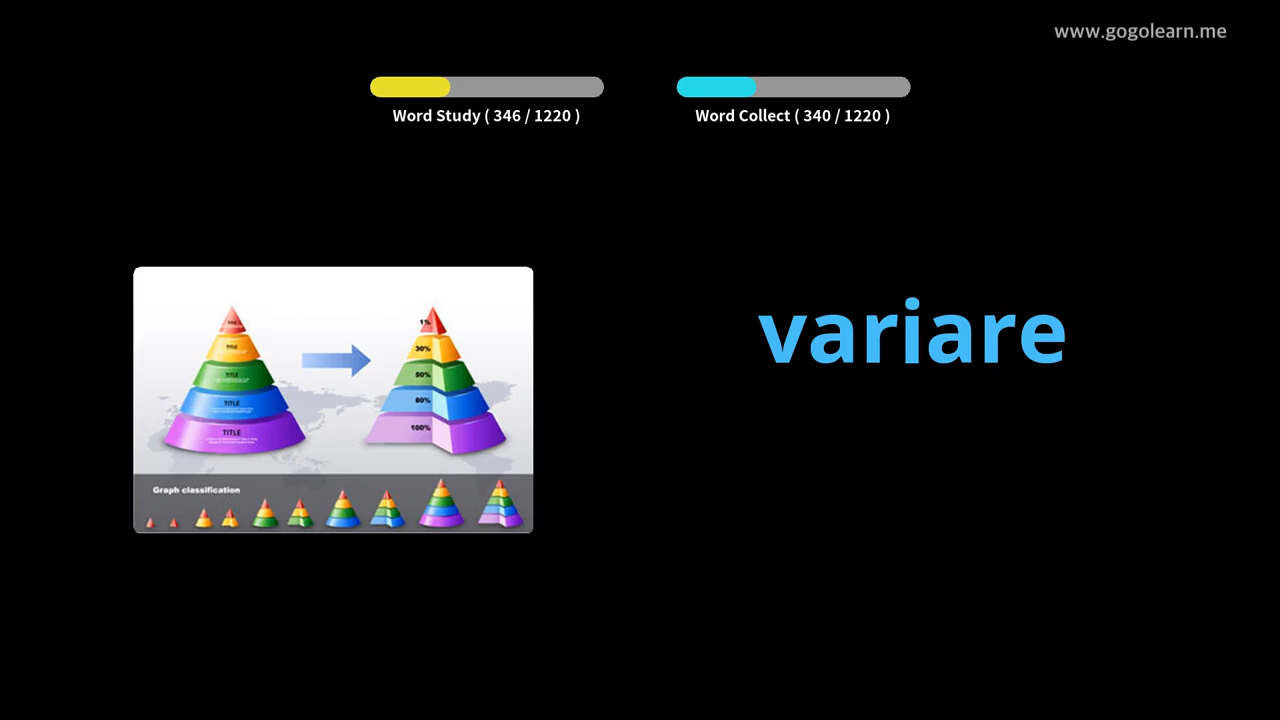 www.gogolearn.me
Word Study ( 346 / 1220 )
Word Collect ( 340 / 1220 )
variare
TITLE
TITLE
TITLE
TITLE
1%
30%
50%
80%
100%
Graph classification